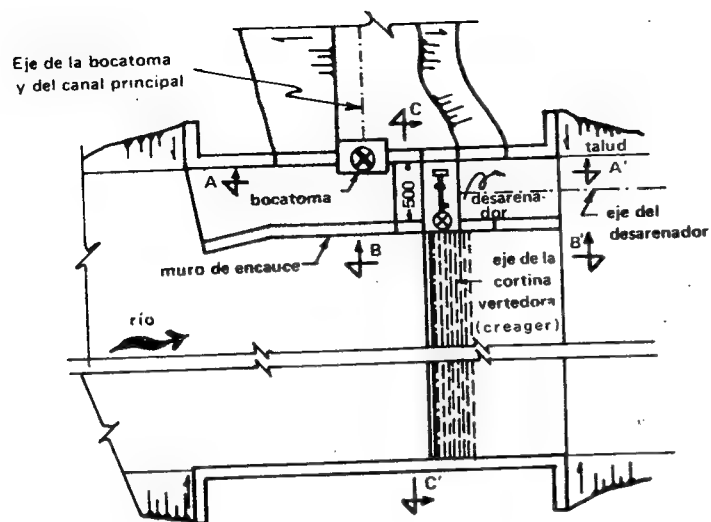 Eje de la bocatoma
y del canal principal
C
talud
A
A'
bocatoma
500
desarena-
dor
eje del
desarenador
muro de encauce
B
B'
eje de la
cortina
vertedora
(creager)
río
C'